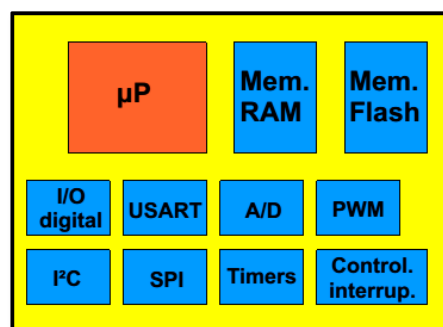 µP
Mem.
RAM
Mem.
Flash
I/O
digital
USART
A/D
PWM
I²C
SPI
Timers
Control.
interrup.